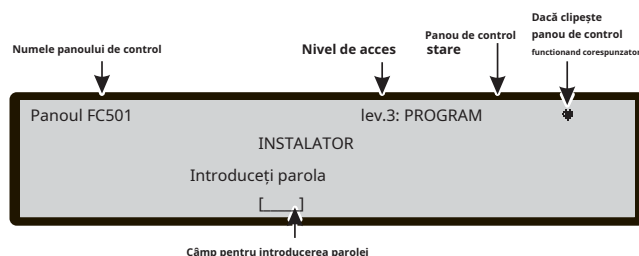 Dacă clipește
Panou de control panou de control
Numele panoului de control Nivel de acces stare functionand corespunzator
Panoul FC501 lev.3: PROGRAM
INSTALATOR
Introduceți parola
[____]
Câmp pentru introducerea parolei